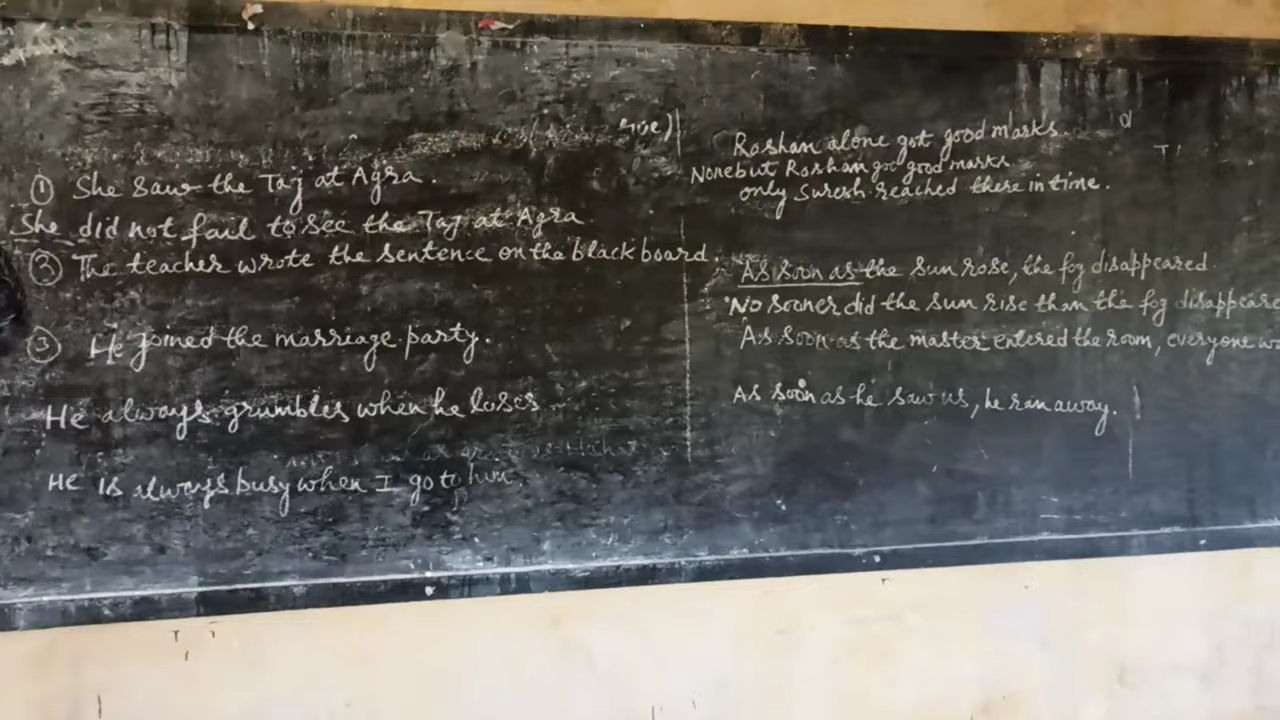 ① She saw the Taj at Agra.
She did not fail to see the Taj at Agra
② The teacher wrote the sentence on the black board.
③ He joined the marriage party.
He always grumbles when he loses
He is always busy when I go to him.
Roshan alone got good marks.
None but Roshan got good marks
only Suresh reached there in time.
As soon as the sun rose, the fog disappeared.
No sooner did the sun rise than the fog disappeare
As soon as the master entered the room, everyone
As soon as he saw us, he ran away.